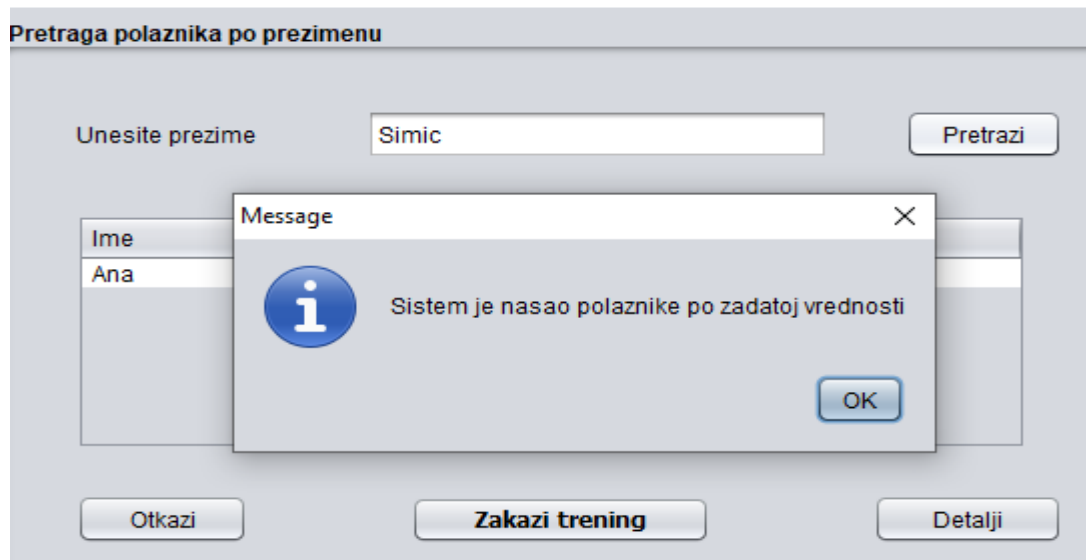 Pretraga polaznika po prezimenu
Unesite prezime Simic Pretrazi
Message
Ime
Ana
Sistem je nasao polaznike po zadatoj vrednosti
OK
Otkazi Zakazi trening Detalji